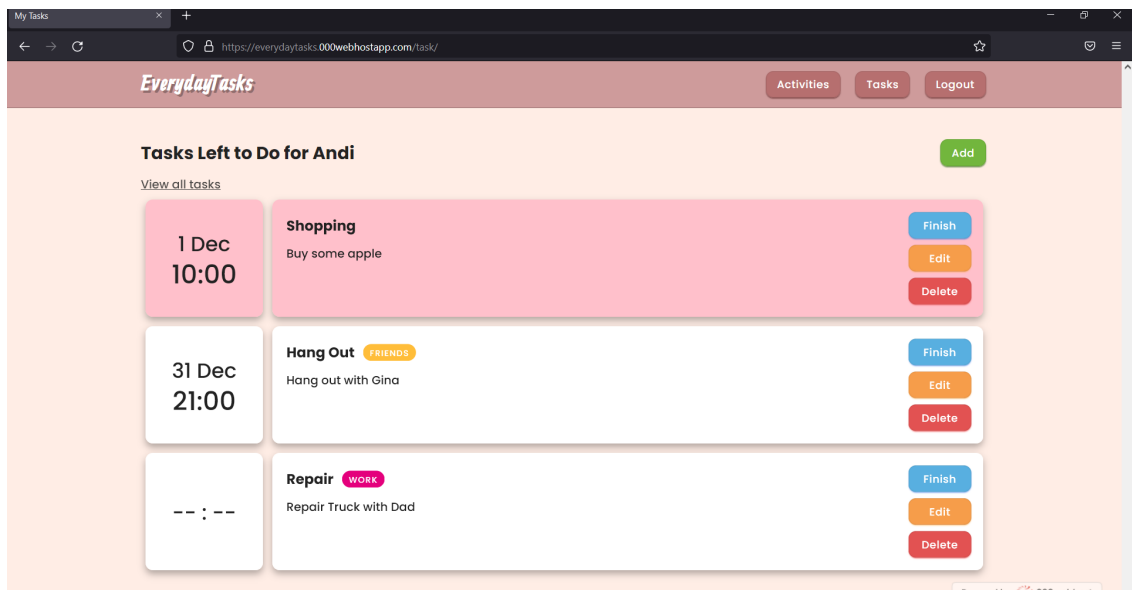 My Tasks
https://everydaytasks.000webhostapp.com/task/
EverydayTasks
Activities
Tasks
Logout
Tasks Left to Do for Andi
Add
View all tasks
1 Dec
10:00
Shopping
Buy some apple
Finish
Edit
Delete
31 Dec
21:00
Hang Out FRIENDS
Hang out with Gina
Finish
Edit
Delete
-- : --
Repair WORK
Repair Truck with Dad
Finish
Edit
Delete